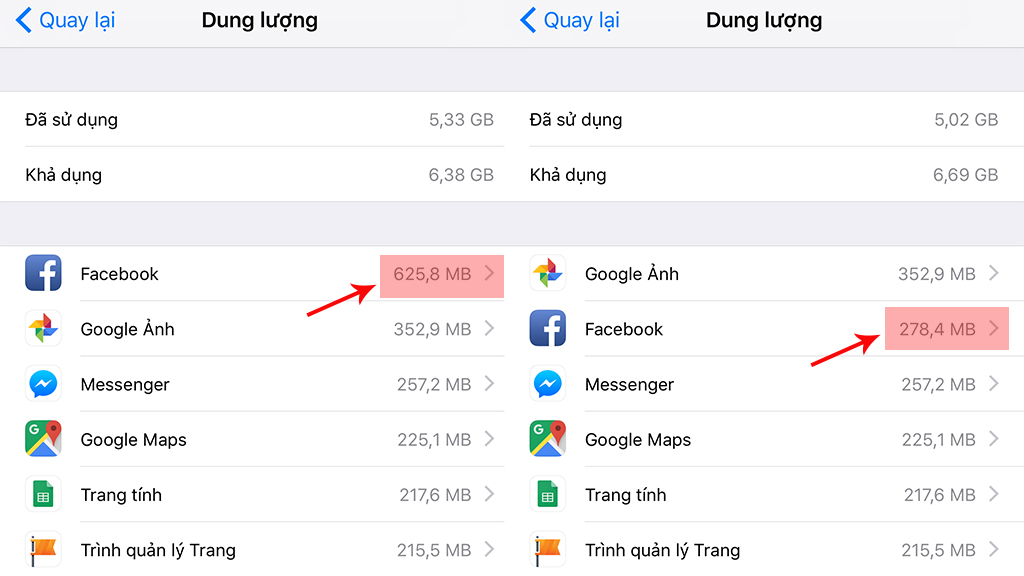 Quay lại Dung lượng
Đã sử dụng 5,33 GB
Khả dụng 6,38 GB
Facebook 625,8 MB
Google Ảnh 352,9 MB
Messenger 257,2 MB
Google Maps 225,1 MB
Trang tính 217,6 MB
Trình quản lý Trang 215,5 MB
Quay lại Dung lượng
Đã sử dụng 5,02 GB
Khả dụng 6,69 GB
Google Ảnh 352,9 MB
Facebook 278,4 MB
Messenger 257,2 MB
Google Maps 225,1 MB
Trang tính 217,6 MB
Trình quản lý Trang 215,5 MB